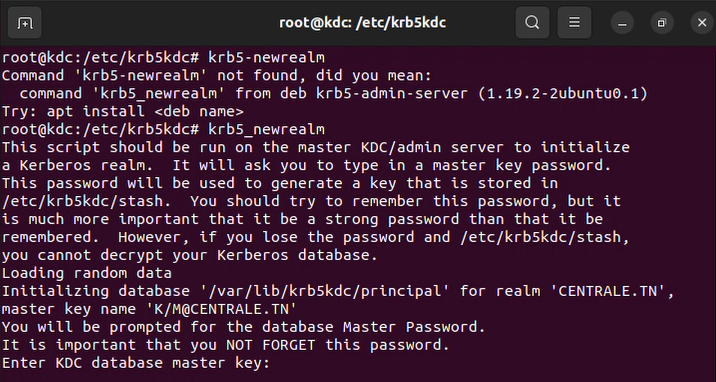 root@kdc: /etc/krb5kdc
root@kdc:/etc/krb5kdc# krb5-newrealm
Command 'krb5-newrealm' not found, did you mean:
  command 'krb5_newrealm' from deb krb5-admin-server (1.19.2-2ubuntu0.1)
Try: apt install <deb name>
root@kdc:/etc/krb5kdc# krb5_newrealm
This script should be run on the master KDC/admin server to initialize
a Kerberos realm.  It will ask you to type in a master key password.
This password will be used to generate a key that is stored in
/etc/krb5kdc/stash.  You should try to remember this password, but it
is much more important that it be a strong password than that it be
remembered.  However, if you lose the password and /etc/krb5kdc/stash,
you cannot decrypt your Kerberos database.
Loading random data
Initializing database '/var/lib/krb5kdc/principal' for realm 'CENTRALE.TN',
master key name 'K/M@CENTRALE.TN'
You will be prompted for the database Master Password.
It is important that you NOT FORGET this password.
Enter KDC database master key: